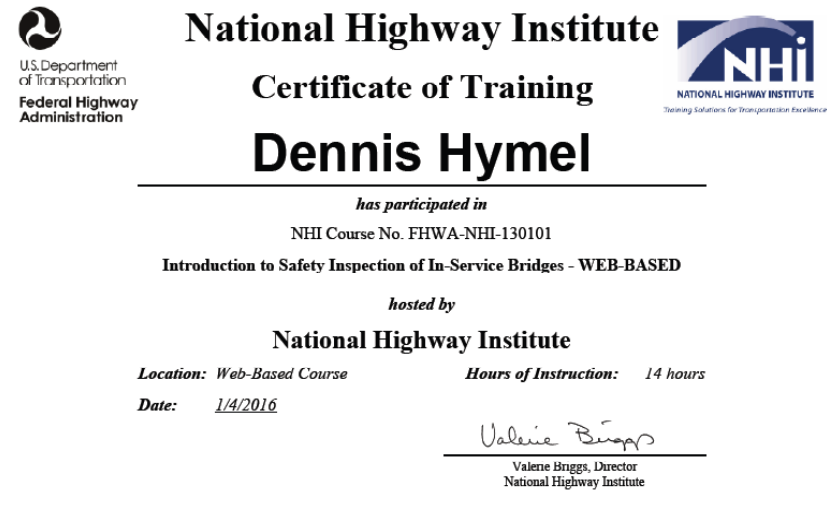 National Highway Institute
U.S. Department
of Transportation
Federal Highway
Administration
NHi
NATIONAL HIGHWAY INSTITUTE
Training Solutions for Transportation Excellence
Certificate of Training
Dennis Hymel
has participated in
NHI Course No. FHWA-NHI-130101
Introduction to Safety Inspection of In-Service Bridges - WEB-BASED
hosted by
National Highway Institute
Location: Web-Based Course Hours of Instruction: 14 hours
Date: 1/4/2016
Valerie Briggs
Valerie Briggs, Director
National Highway Institute